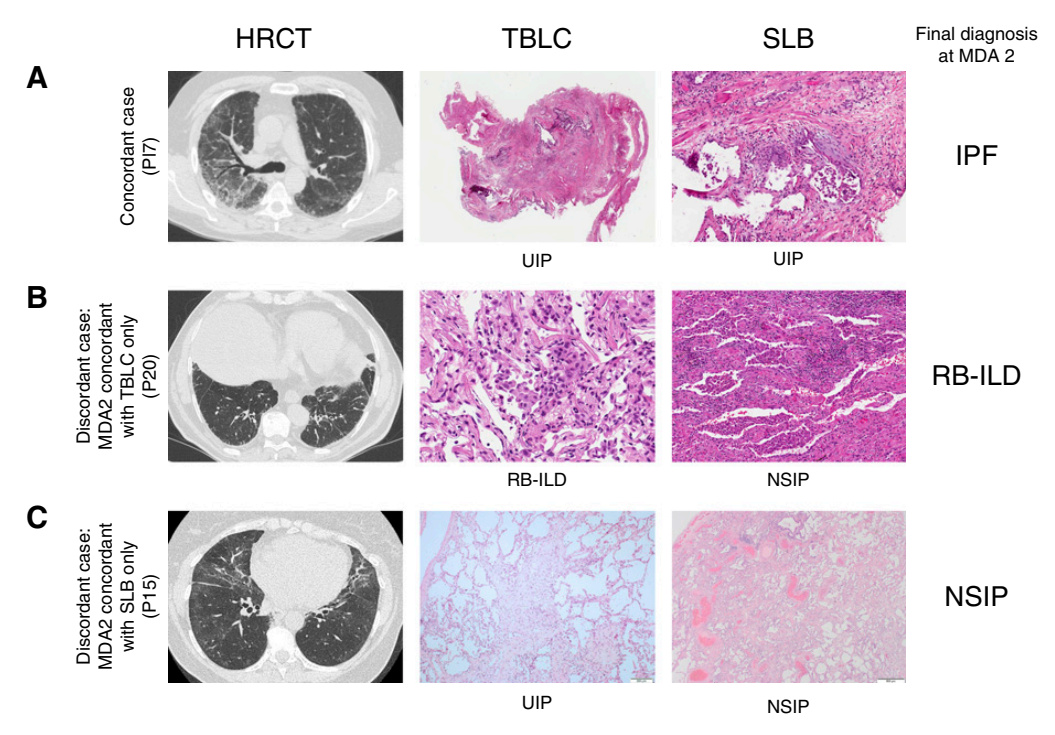 HRCT
TBLC
SLB
Final diagnosis
at MDA 2
A
Concordant case
(P17)
UIP
UIP
IPF
B
Discordant case:
MDA2 concordant
with TBLC only
(P20)
RB-ILD
NSIP
RB-ILD
C
Discordant case:
MDA2 concordant
with SLB only
(P15)
UIP
NSIP
NSIP